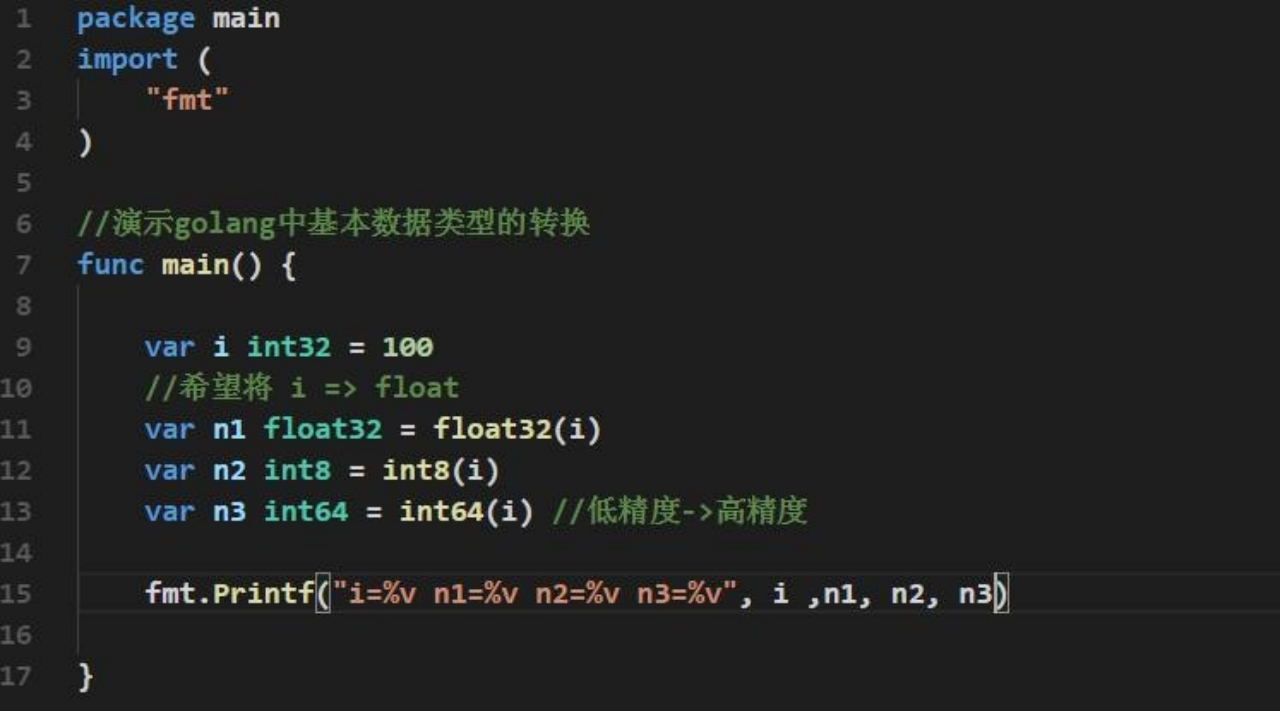 1 package main
2 import (
3 "fmt"
4 )
5
6 //演示golang中基本数据类型的转换
7 func main() {
8
9 var i int32 = 100
10 //希望将 i => float
11 var n1 float32 = float32(i)
12 var n2 int8 = int8(i)
13 var n3 int64 = int64(i) //低精度->高精度
14
15 fmt.Printf("i=%v n1=%v n2=%v n3=%v", i ,n1, n2, n3)
16
17 }